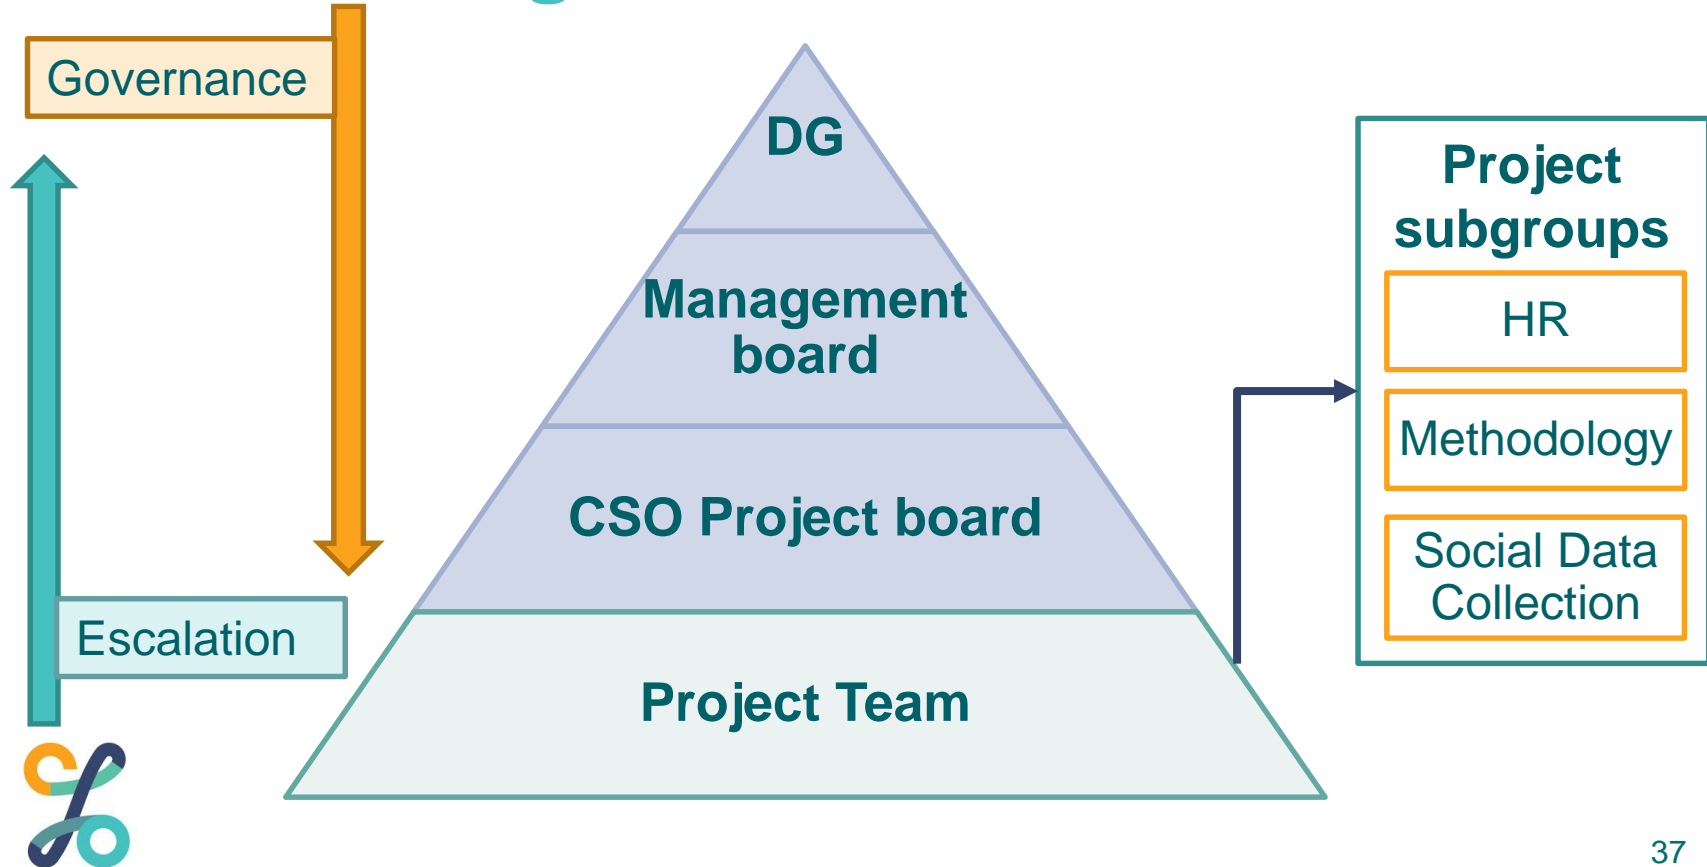 Governance
DG
Project
subgroups
Management
board
HR
Methodology
CSO Project board
Social Data
Collection
Escalation
Project Team
37